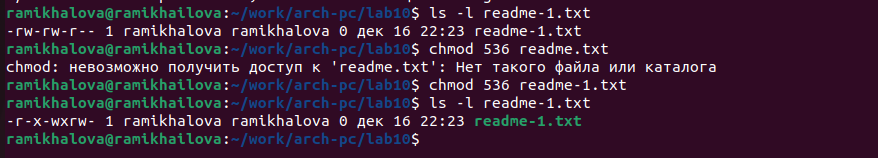 ramikhalova@ramikhailova:~/work/arch-pc/lab10$ ls -l readme-1.txt
-rw-rw-r-- 1 ramikhalova ramikhalova 0 дек 16 22:23 readme-1.txt
ramikhalova@ramikhailova:~/work/arch-pc/lab10$ chmod 536 readme.txt
chmod: невозможно получить доступ к 'readme.txt': Нет такого файла или каталога
ramikhalova@ramikhailova:~/work/arch-pc/lab10$ chmod 536 readme-1.txt
ramikhalova@ramikhailova:~/work/arch-pc/lab10$ ls -l readme-1.txt
-r-x-wxrw- 1 ramikhalova ramikhalova 0 дек 16 22:23 readme-1.txt
ramikhalova@ramikhailova:~/work/arch-pc/lab10$